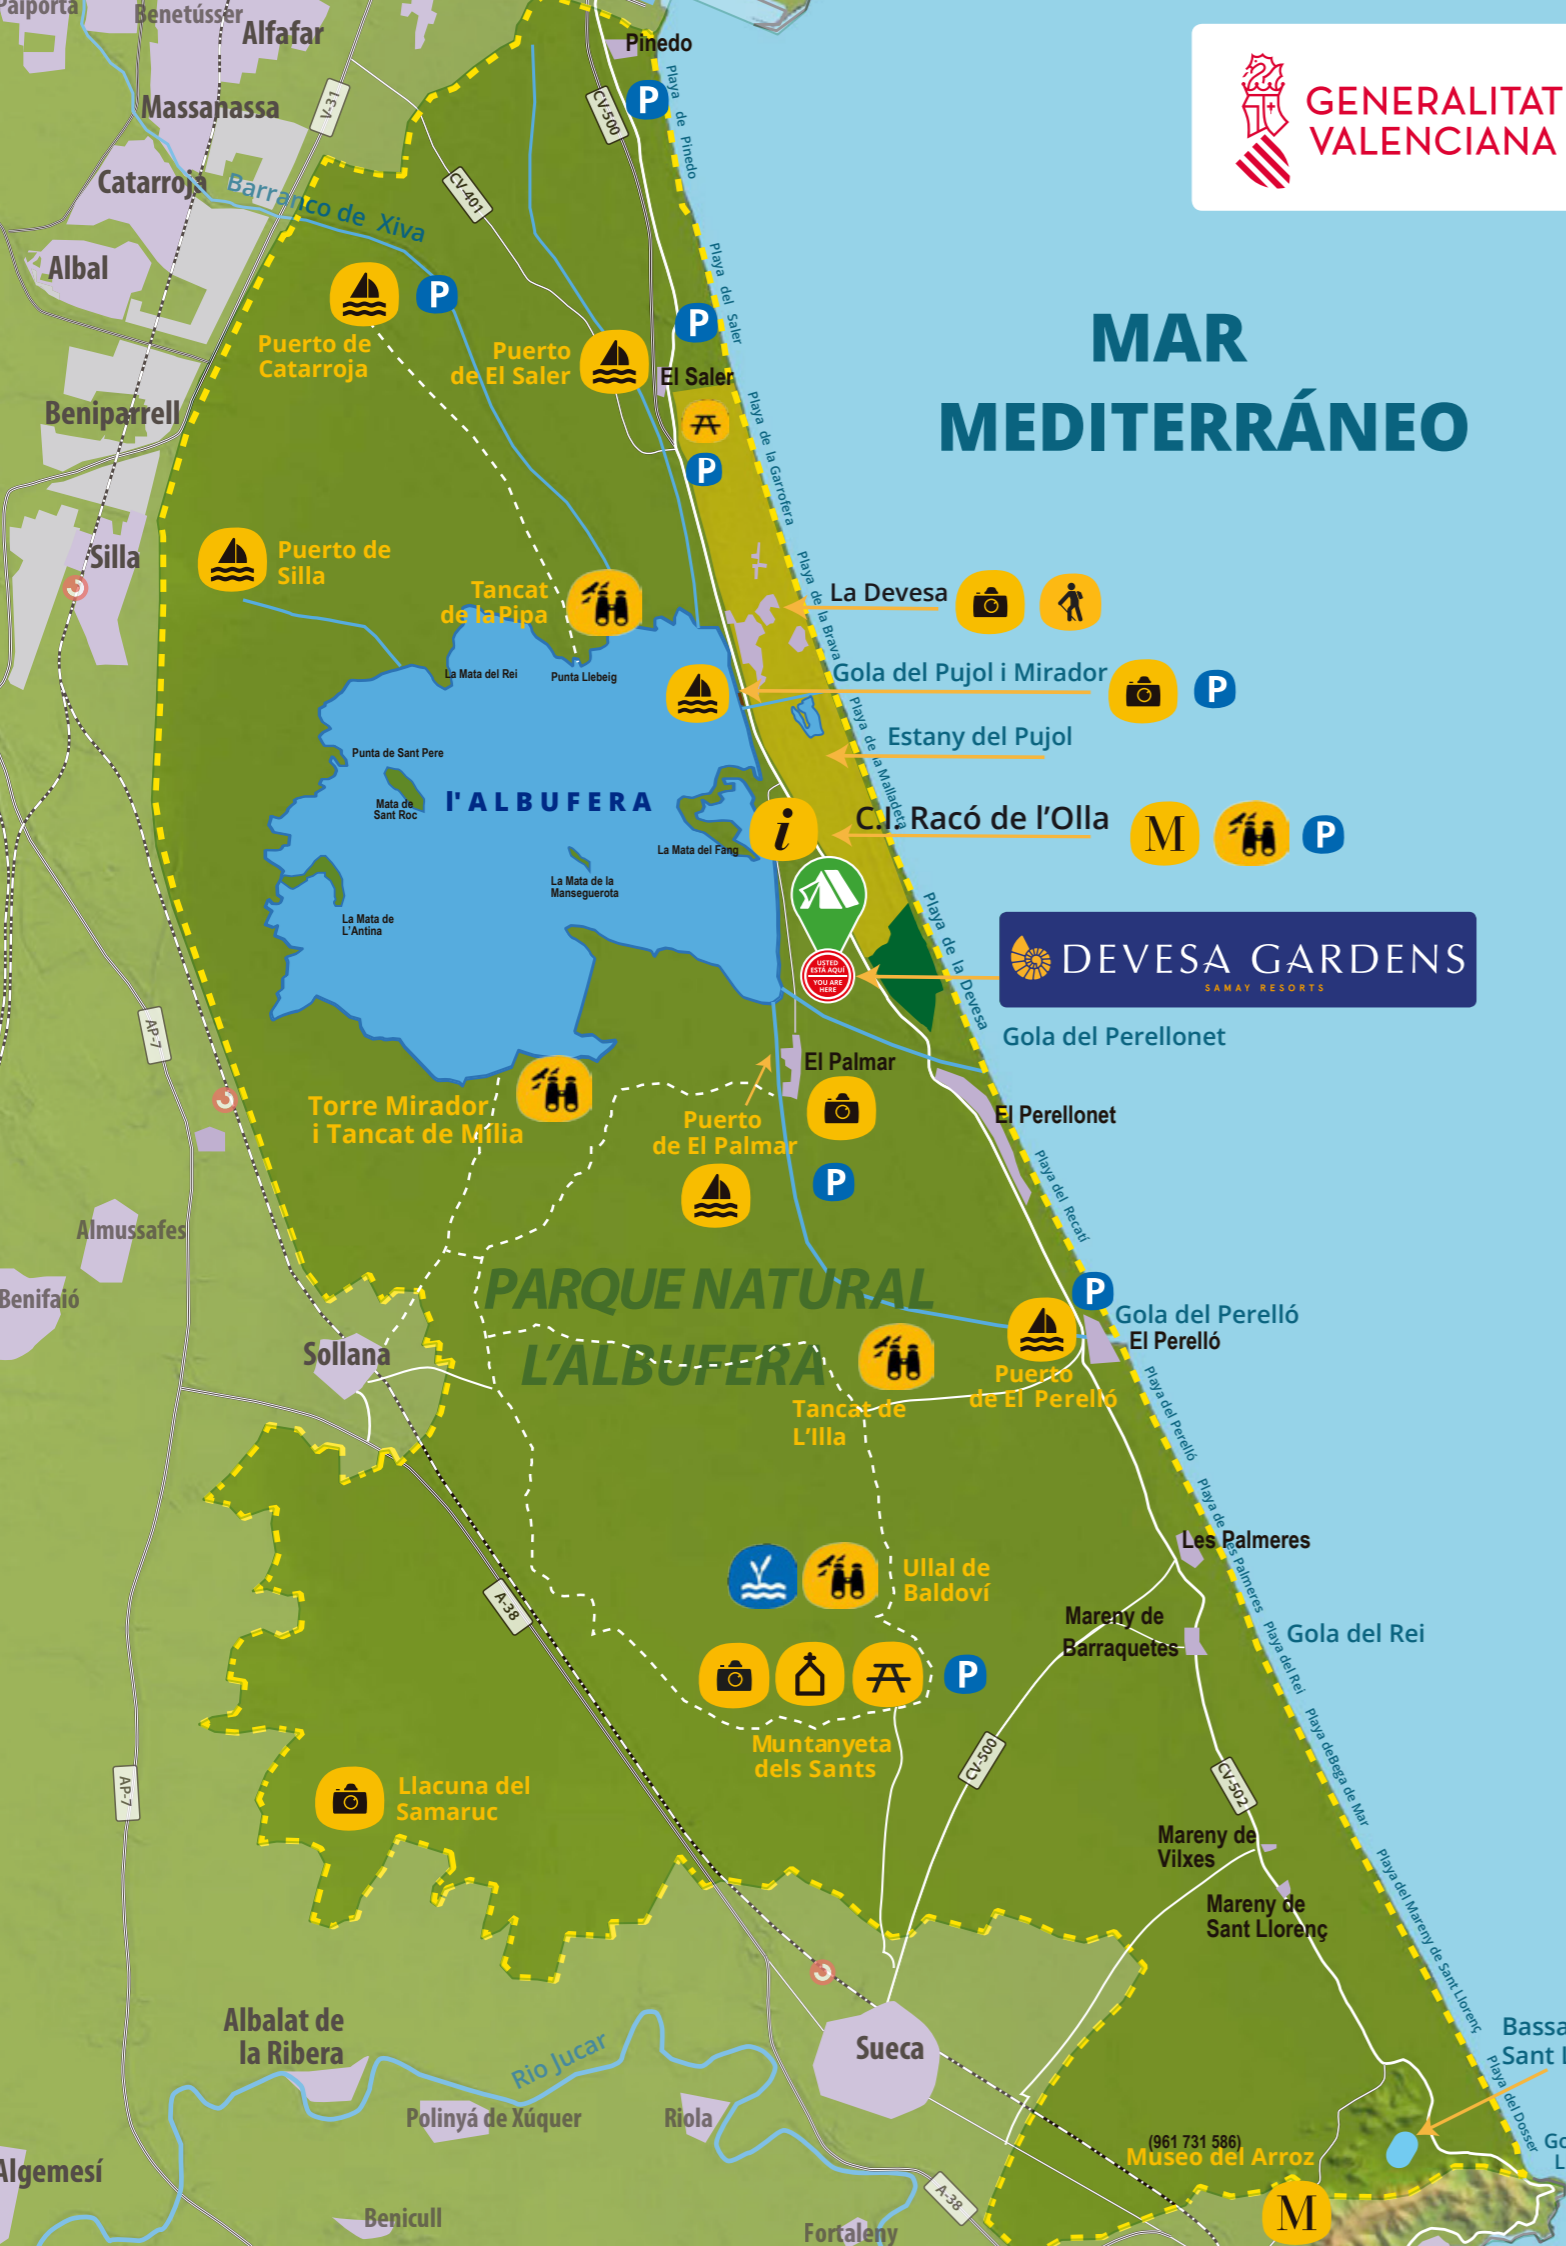 Paiporta
Benetússer
Alfafar
Pinedo
GENERALITAT
VALENCIANA
Massanassa
V-31
P
CV-500
Playa de Pinedo
Catarroja
Barranco de Xiva
CV-401
Albal
Playa del Saler
P
P
MAR
MEDITERRÁNEO
Puerto de
Catarroja
Puerto
de El Saler
El Saler
Beniparrell
Playa de la Garrofera
P
Silla
Puerto de
Silla
Tancat
de la Pipa
Playa de la Brava
La Devesa
La Mata del Rei
Punta Llebeig
Gola del Pujol i Mirador
P
Playa de la Malladeta
Estany del Pujol
Punta de Sant Pere
Mata de
Sant Roc
l'ALBUFERA
La Mata del Fang
i
C.I. Racó de l'Olla
M
P
La Mata de la
Manseguerota
La Mata de
L'Antina
Playa de la Devesa
USTED
ESTÁ AQUÍ
YOU ARE
HERE
DEVESA GARDENS
SAMAY RESORTS
AP-7
Gola del Perellonet
El Palmar
Torre Mirador
i Tancat de Mília
Puerto
de El Palmar
El Perellonet
P
Playa del Recatí
Almussafes
Benifaió
PARQUE NATURAL
L'ALBUFERA
P
Gola del Perelló
El Perelló
Sollana
Puerto
de El Perelló
Playa del Perelló
Tancat de
L'Illa
Playa de Les Palmeres
Les Palmeres
Ullal de
Baldoví
A-38
Mareny de
Barraquetes
Gola del Rei
Playa del Rei
P
Muntanyeta
dels Sants
CV-500
CV-502
Playa deBega de Mar
AP-7
Llacuna del
Samaruc
Mareny de
Vilxes
Playa del Mareny de Sant Llorenç
Mareny de
Sant Llorenç
Albalat de
la Ribera
Rio Jucar
Sueca
Bassa
Sant
Playa del Dosser
Polinyá de Xúquer
Riola
(961 731 586)
Museo del Arroz
Algemesí
A-38
M
Benicull
Fortaleny